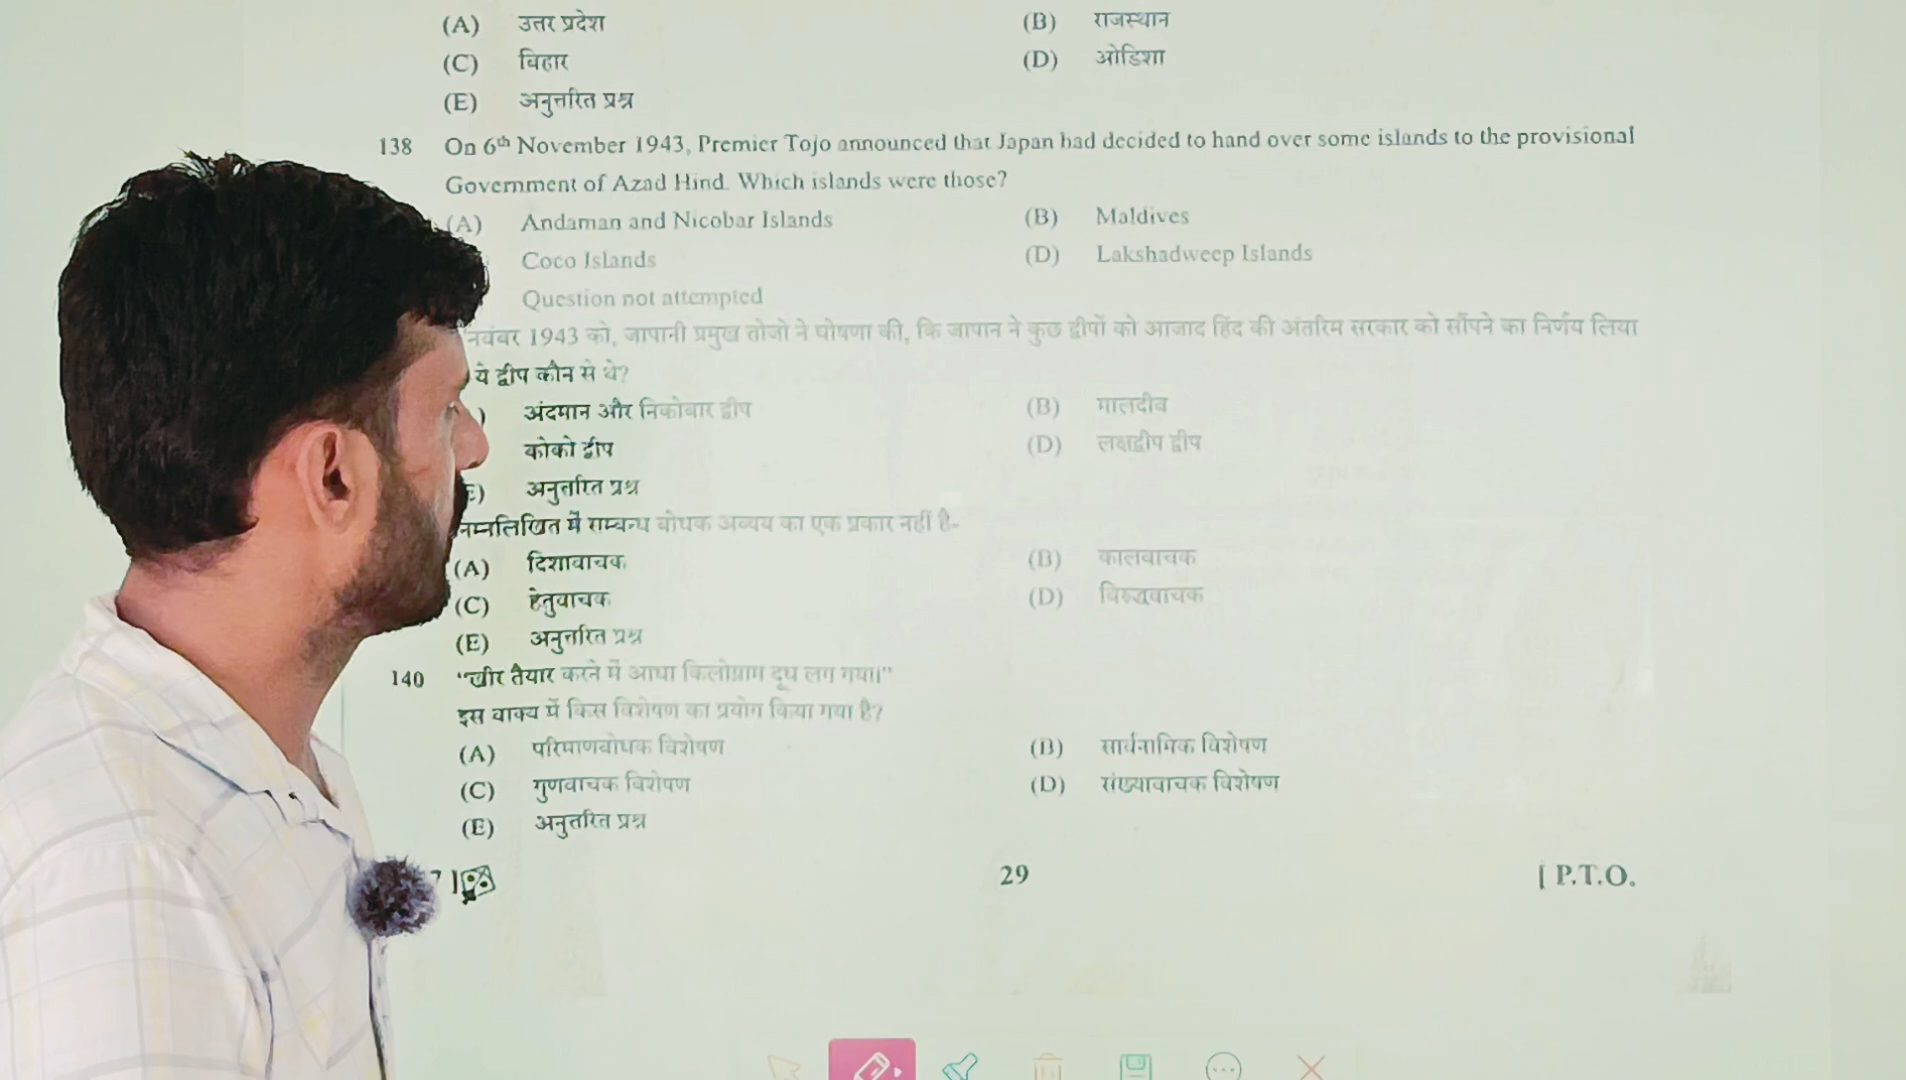 (A) उत्तर प्रदेश (B) राजस्थान
(C) बिहार (D) ओडिशा
(E) अनुत्तरित प्रश्न
138 On 6th November 1943, Premier Tojo announced that Japan had decided to hand over some islands to the provisional
Government of Azad Hind. Which islands were those?
(A) Andaman and Nicobar Islands (B) Maldives
Coco Islands (D) Lakshadweep Islands
Question not attempted
नवंबर 1943 को, जापानी प्रमुख तोजो ने घोषणा की, कि जापान ने कुछ द्वीपों को आजाद हिंद की अंतरिम सरकार को सौंपने का निर्णय लिया
ये द्वीप कौन से थे?
) अंदमान और निकोबार द्वीप (B) मालदीव
कोको द्वीप (D) लक्षद्वीप द्वीप
E) अनुत्तरित प्रश्न
निम्नलिखित में सम्बन्ध बोधक अव्यय का एक प्रकार नहीं है-
(A) दिशावाचक (B) कालवाचक
(C) हेतुवाचक (D) विरुद्धवाचक
(E) अनुत्तरित प्रश्न
140 "खीर तैयार करने में आधा किलोग्राम दूध लग गया।"
इस वाक्य में किस विशेषण का प्रयोग किया गया है?
(A) परिमाणबोधक विशेषण (B) सार्वनामिक विशेषण
(C) गुणवाचक विशेषण (D) संख्यावाचक विशेषण
(E) अनुत्तरित प्रश्न
7 ] 29 [ P.T.O.